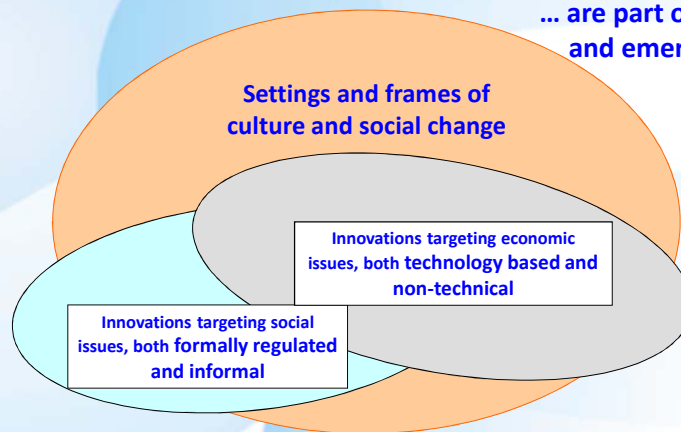 ... are part o
and emer
Settings and frames of
culture and social change
Innovations targeting economic
issues, both technology based and
non-technical
Innovations targeting social
issues, both formally regulated
and informal